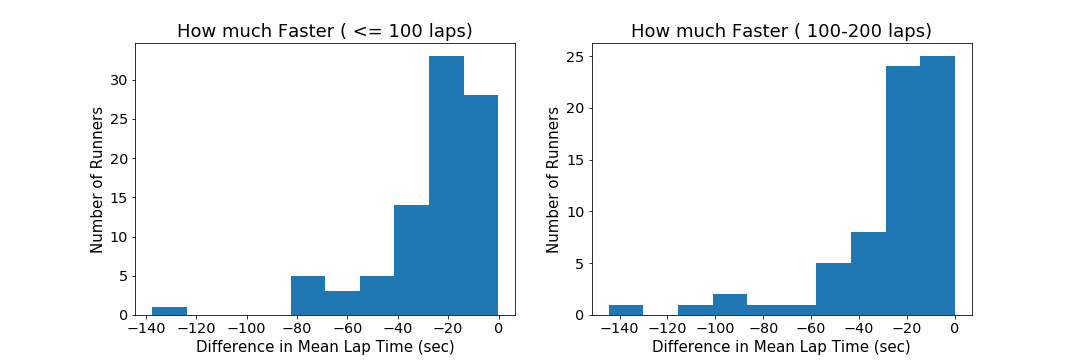 How much Faster ( <= 100 laps)
Number of Runners
30
25
20
15
10
5
0
−140 −120 −100 −80 −60 −40 −20 0
Difference in Mean Lap Time (sec)
How much Faster ( 100-200 laps)
Number of Runners
25
20
15
10
5
0
−140 −120 −100 −80 −60 −40 −20 0
Difference in Mean Lap Time (sec)